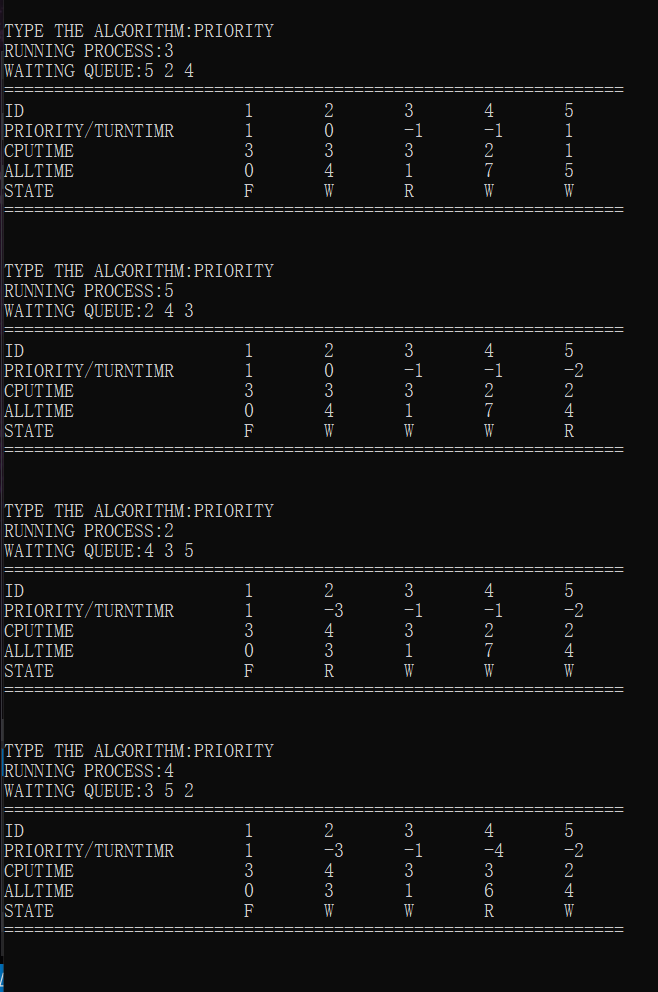 TYPE THE ALGORITHM:PRIORITY
RUNNING PROCESS:3
WAITING QUEUE:5 2 4
==============================================================
ID 1 2 3 4 5
PRIORITY/TURNTIMR 1 0 -1 -1 1
CPUTIME 3 3 3 2 1
ALLTIME 0 4 1 7 5
STATE F W R W W
==============================================================
TYPE THE ALGORITHM:PRIORITY
RUNNING PROCESS:5
WAITING QUEUE:2 4 3
==============================================================
ID 1 2 3 4 5
PRIORITY/TURNTIMR 1 0 -1 -1 -2
CPUTIME 3 3 3 2 2
ALLTIME 0 4 1 7 4
STATE F W W W R
==============================================================
TYPE THE ALGORITHM:PRIORITY
RUNNING PROCESS:2
WAITING QUEUE:4 3 5
==============================================================
ID 1 2 3 4 5
PRIORITY/TURNTIMR 1 -3 -1 -1 -2
CPUTIME 3 4 3 2 2
ALLTIME 0 3 1 7 4
STATE F R W W W
==============================================================
TYPE THE ALGORITHM:PRIORITY
RUNNING PROCESS:4
WAITING QUEUE:3 5 2
==============================================================
ID 1 2 3 4 5
PRIORITY/TURNTIMR 1 -3 -1 -4 -2
CPUTIME 3 4 3 3 2
ALLTIME 0 3 1 6 4
STATE F W W R W
==============================================================